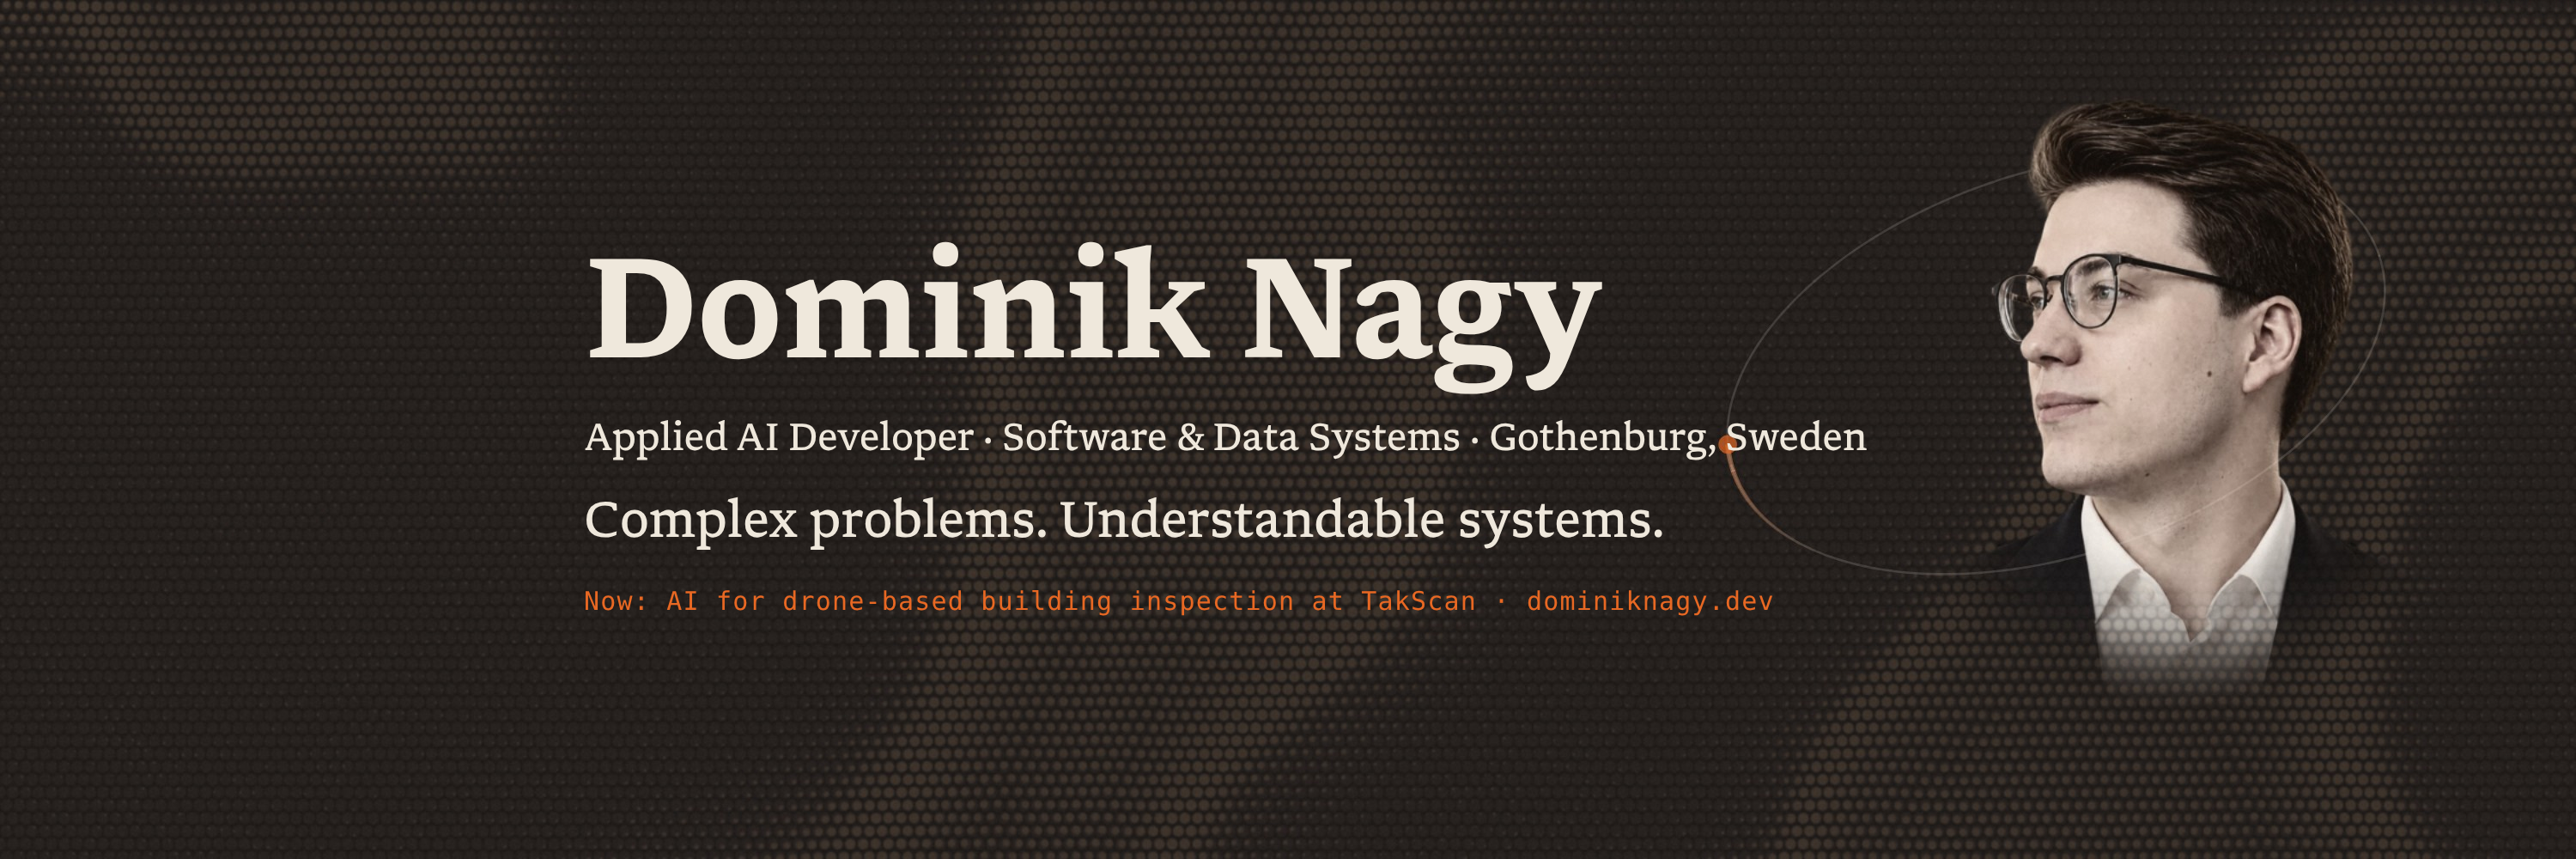 Dominik Nagy
Applied AI Developer · Software & Data Systems · Gothenburg, Sweden
Complex problems. Understandable systems.
Now: AI for drone-based building inspection at TakScan · dominiknagy.dev